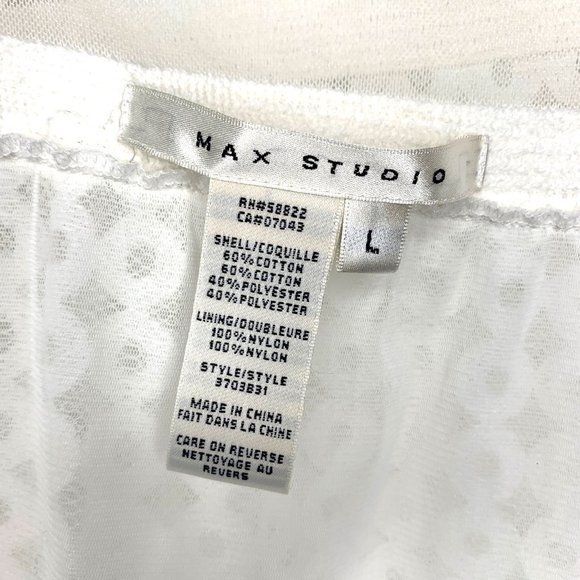 MAX STUDIO
L
RN#58822
CA#07043
SHELL/COQUILLE
60%COTTON
60%COTTON
40%POLYESTER
40%POLYESTER
LINING/DOUBLEURE
100%NYLON
100%NYLON
STYLE/STYLE
3703B31
MADE IN CHINA
FAIT DANS LA CHINE
CARE ON REVERSE
NETTOYAGE AU
REVERS